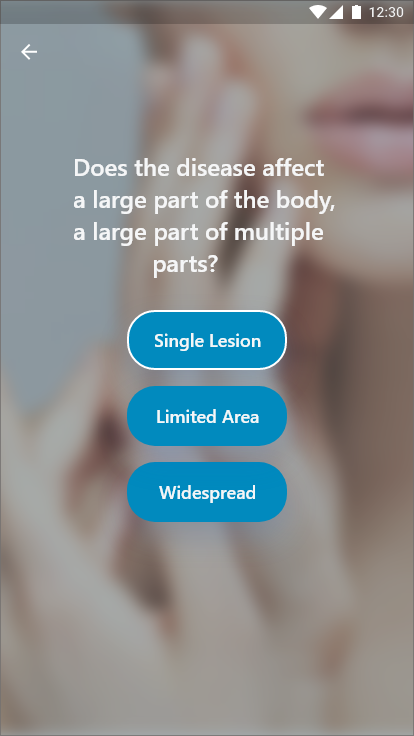 12:30
Does the disease affect
a large part of the body,
a large part of multiple
parts?
Single Lesion
Limited Area
Widespread